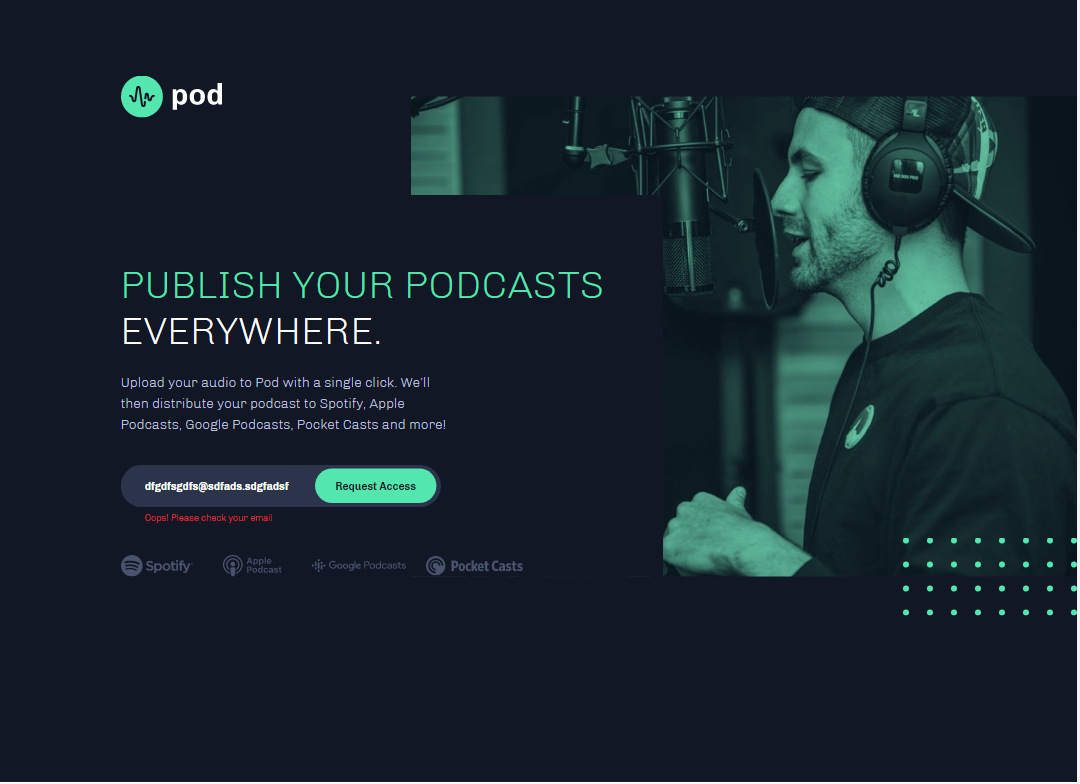 pod
PUBLISH YOUR PODCASTS
EVERYWHERE.
Upload your audio to Pod with a single click. We'll
then distribute your podcast to Spotify, Apple
Podcasts, Google Podcasts, Pocket Casts and more!
dfgdfsgdfs@sdfads.sdgfadsf
Request Access
Oops! Please check your email
Spotify
Apple
Podcast
Google Podcasts
Pocket Casts